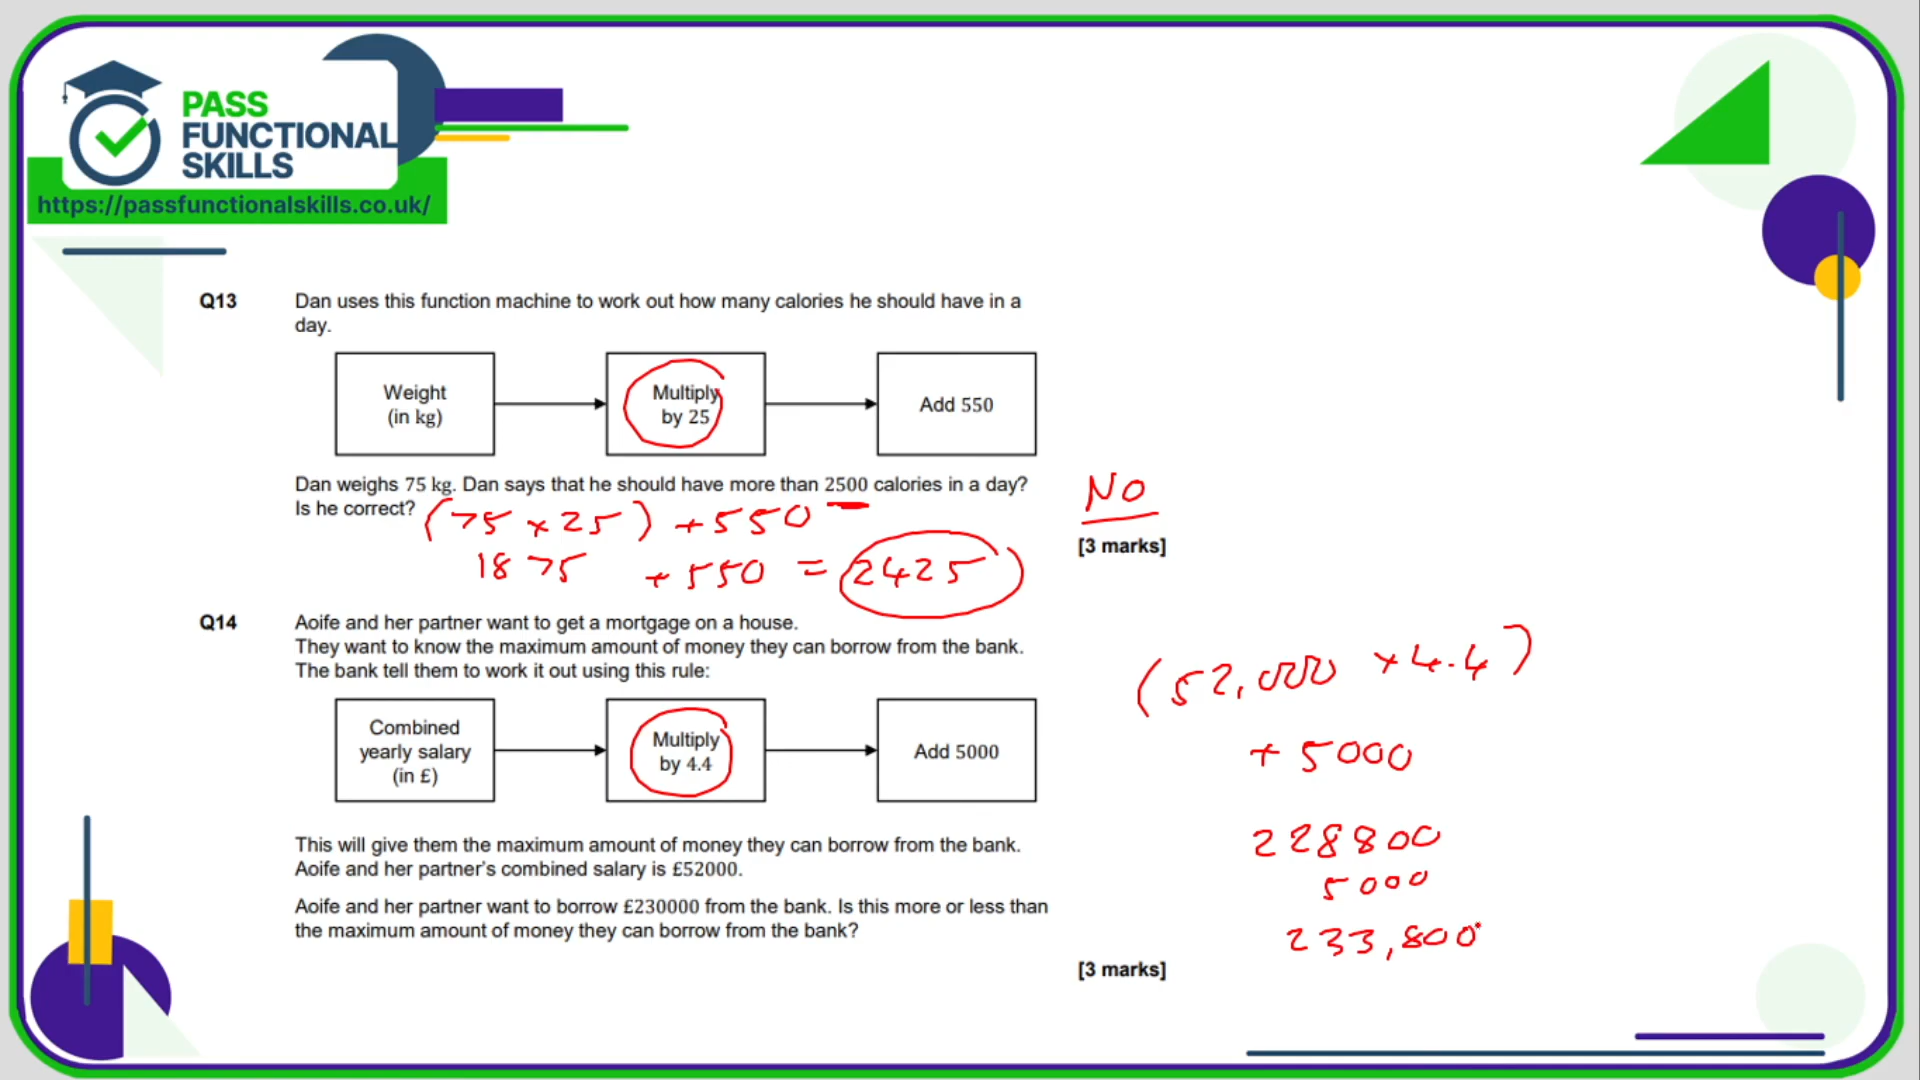 PASS
FUNCTIONAL
SKILLS
https://passfunctionalskills.co.uk/
Q13 Dan uses this function machine to work out how many calories he should have in a
day.
Weight
(in kg)
Multiply
by 25
Add 550
Dan weighs 75 kg. Dan says that he should have more than 2500 calories in a day?
Is he correct?
(75 × 25) + 550
1875 + 550 = 2425
NO
[3 marks]
Q14 Aoife and her partner want to get a mortgage on a house.
They want to know the maximum amount of money they can borrow from the bank.
The bank tell them to work it out using this rule:
Combined
yearly salary
(in £)
Multiply
by 4.4
Add 5000
This will give them the maximum amount of money they can borrow from the bank.
Aoife and her partner's combined salary is £52000.
Aoife and her partner want to borrow £230000 from the bank. Is this more or less than
the maximum amount of money they can borrow from the bank?
[3 marks]
(52,000 × 4.4)
+ 5000
228800
5000
233,800